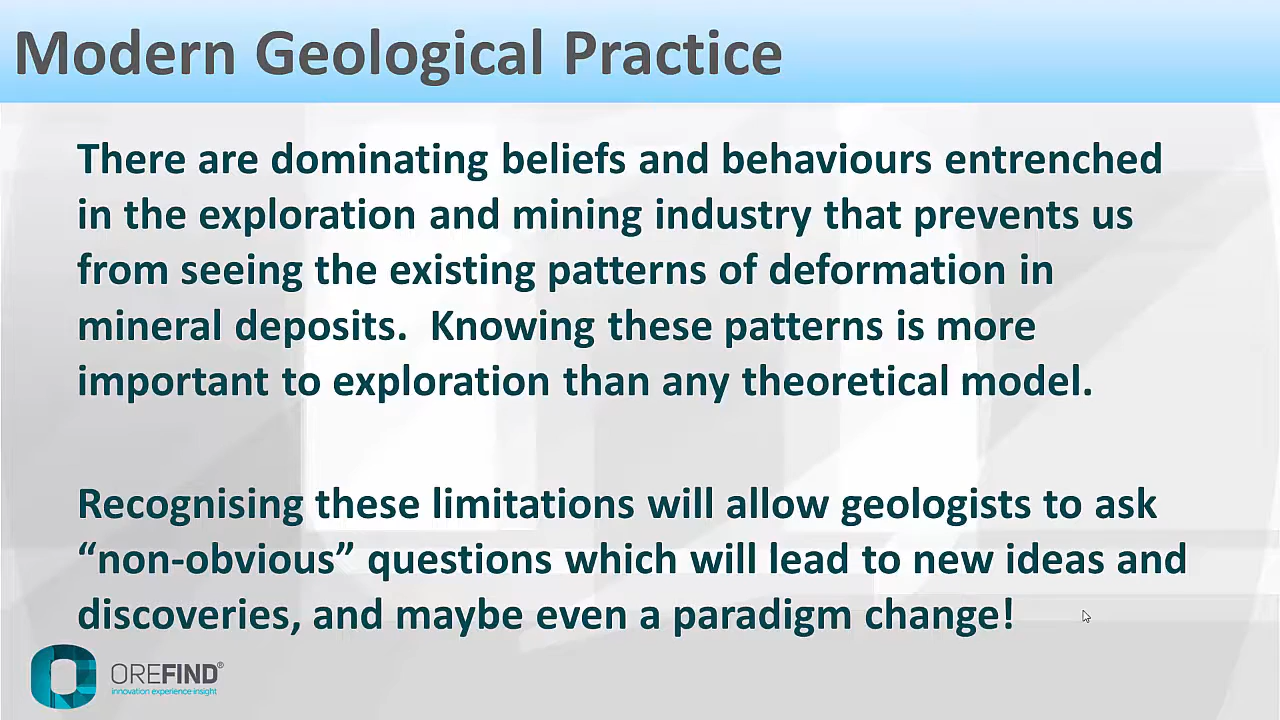 Modern Geological Practice
There are dominating beliefs and behaviours entrenched
in the exploration and mining industry that prevents us
from seeing the existing patterns of deformation in
mineral deposits.  Knowing these patterns is more
important to exploration than any theoretical model.
Recognising these limitations will allow geologists to ask
“non-obvious” questions which will lead to new ideas and
discoveries, and maybe even a paradigm change!
OREFIND®
innovation experience insight